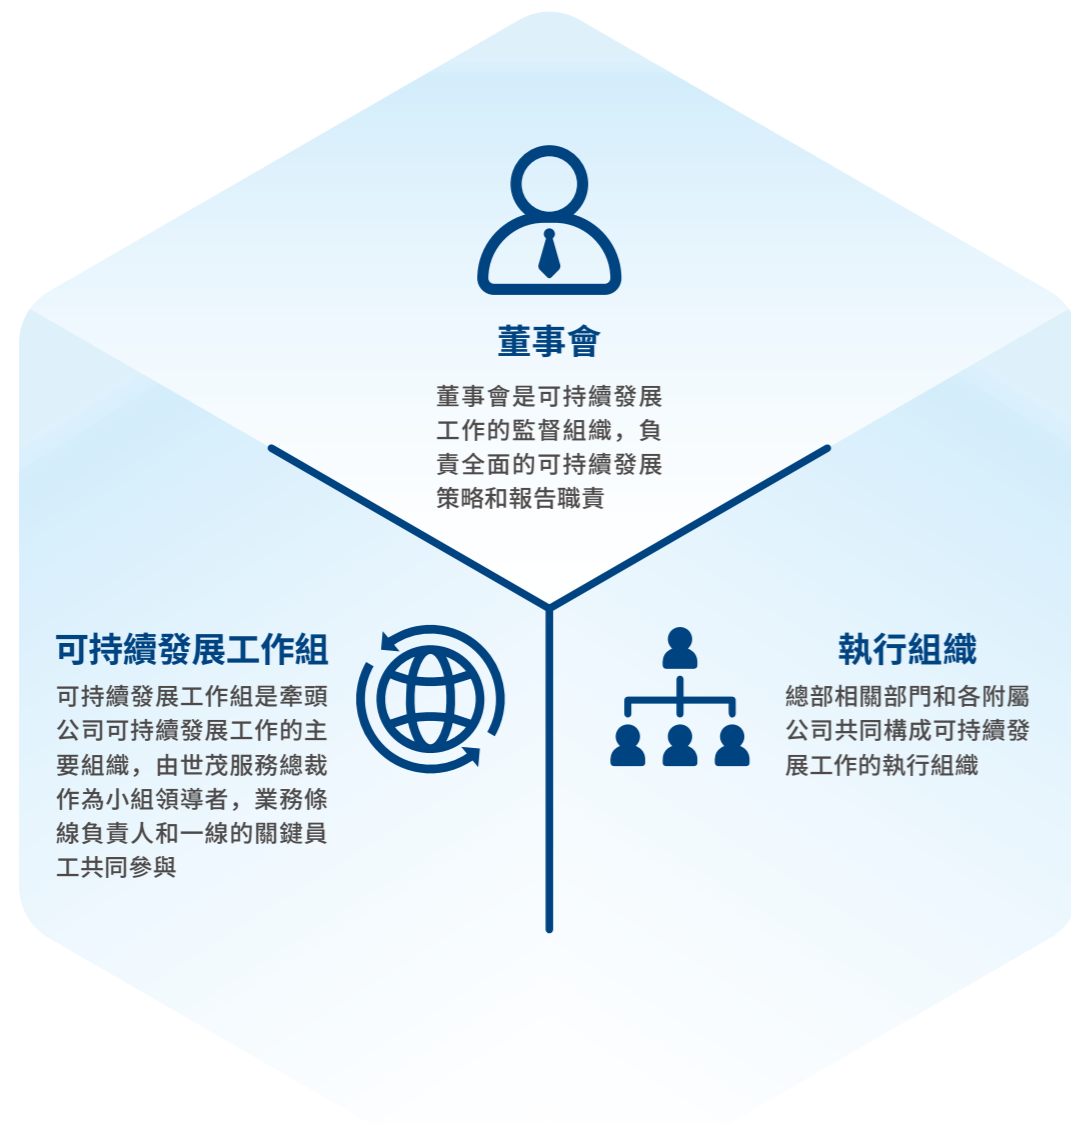 董事會
董事會是可持續發展
工作的監督組織，負
責全面的可持續發展
策略和報告職責
可持續發展工作組
可持續發展工作組是牽頭
公司可持續發展工作的主
要組織，由世茂服務總裁
作為小組領導者，業務條
線負責人和一線的關鍵員
工共同參與
執行組織
總部相關部門和各附屬
公司共同構成可持續發
展工作的執行組織